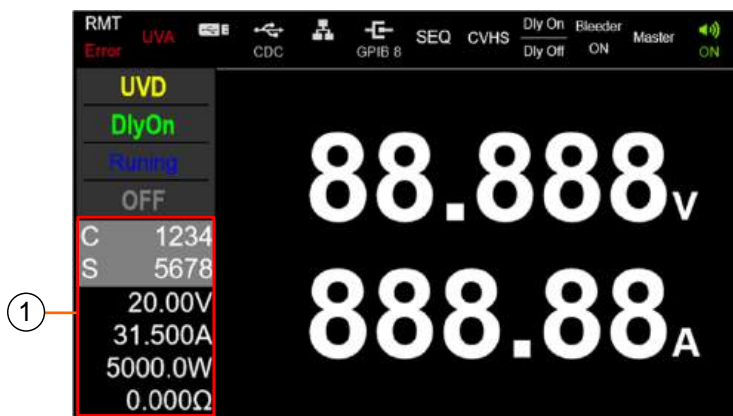 RMT UVA CDC GPIB 8 SEQ CVHS Dly On Bleeder Master
Error Dly Off ON ON
UVD
DlyOn
Runing
OFF
C 1234
S 5678
20.00V
31.500A
5000.0W
0.000Ω
88.888V
888.88A
1